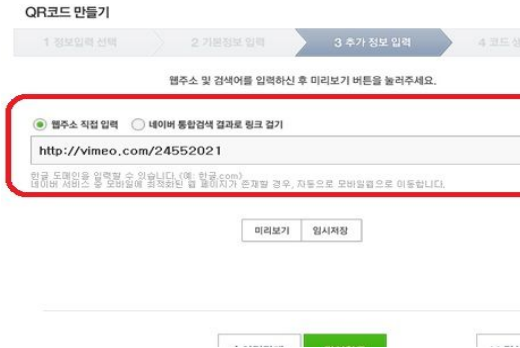 QR코드 만들기
1 정보입력 선택 2 기본정보 입력 3 추가 정보 입력 4 코드
웹주소 및 검색어를 입력하신 후 미리보기 버튼을 눌러주세요.
웹주소 직접 입력 네이버 통합검색 결과로 링크 걸기
http://vimeo.com/24552021
한글 도메인을 입력할 수 있습니다. (예: 한글.com)
네이버 서비스 중 모바일에 최적화된 웹 페이지가 존재할 경우, 자동으로 모바일웹으로 이동합니다.
미리보기 임시저장